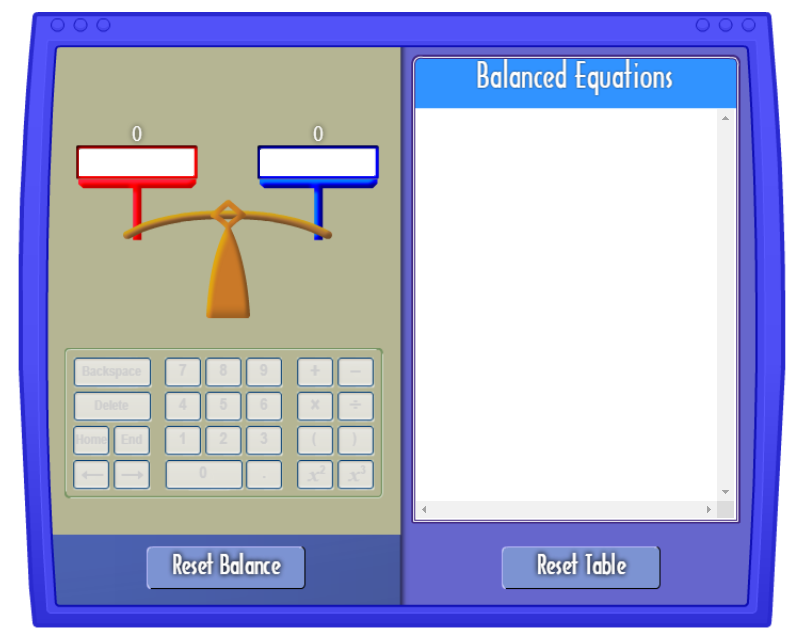 Balanced Equations
0 0
Backspace 7 8 9 + −
Delete 4 5 6 × ÷
Home End 1 2 3 ( )
← → 0 . x² x³
Reset Balance
Reset Table